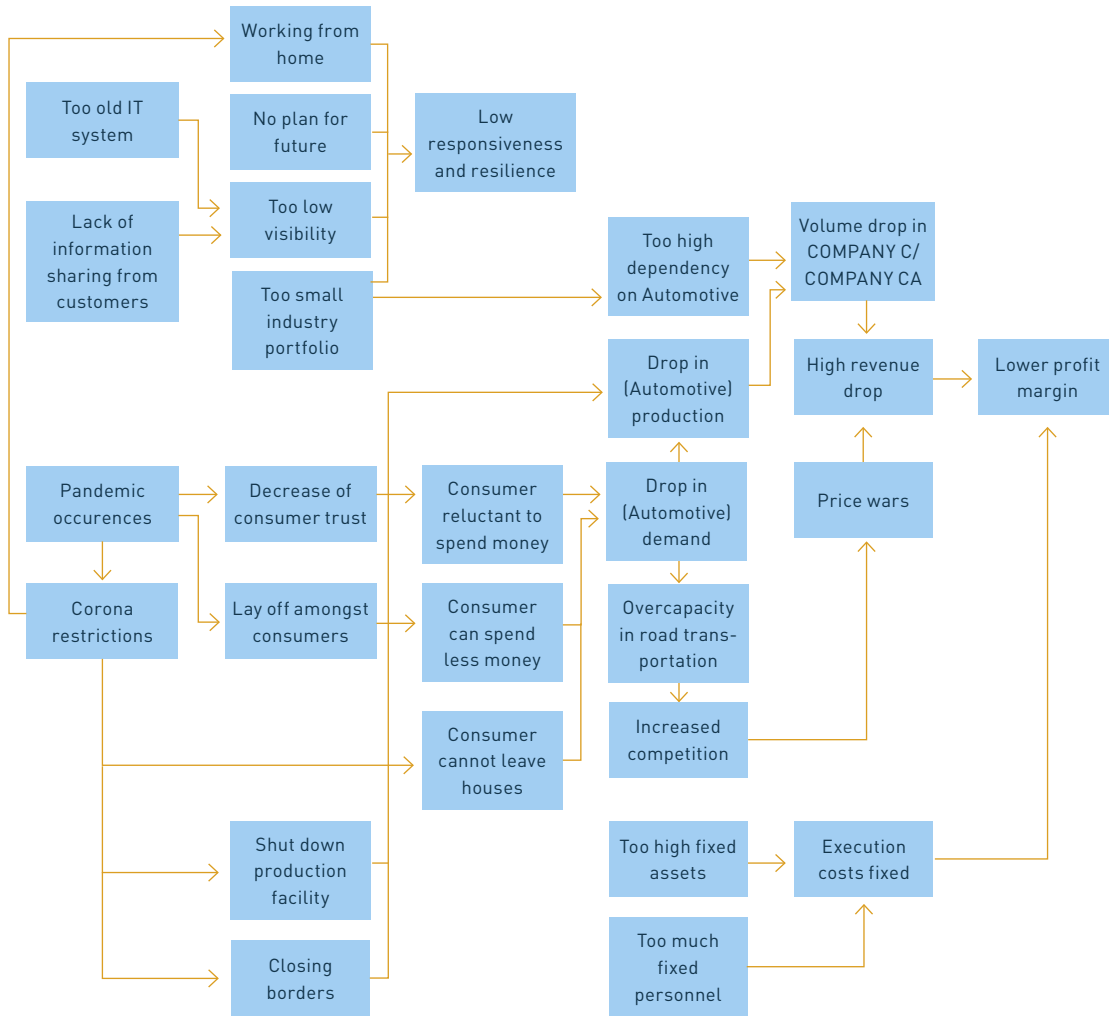 Working from
home
Too old IT
system
No plan for
future
Low
responsiveness
and resilience
Too low
visibility
Lack of
information
sharing from
customers
Too small
industry
portfolio
Too high
dependency
on Automotive
Volume drop in
COMPANY C/
COMPANY CA
Drop in
(Automotive)
production
High revenue
drop
Lower profit
margin
Pandemic
occurences
Decrease of
consumer trust
Consumer
reluctant to
spend money
Drop in
(Automotive)
demand
Price wars
Corona
restrictions
Lay off amongst
consumers
Consumer
can spend
less money
Overcapacity
in road trans-
portation
Consumer
cannot leave
houses
Increased
competition
Shut down
production
facility
Too high fixed
assets
Execution
costs fixed
Closing
borders
Too much
fixed
personnel